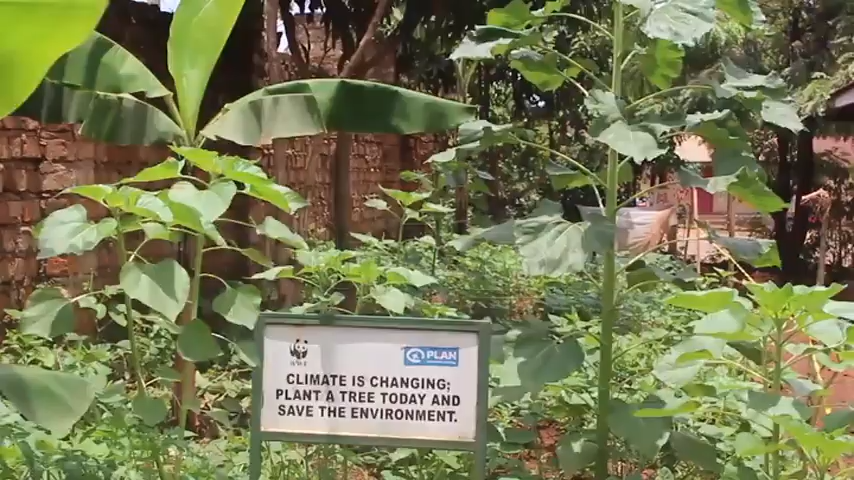 WWF
PLAN
CLIMATE IS CHANGING;
PLANT A TREE TODAY AND
SAVE THE ENVIRONMENT.